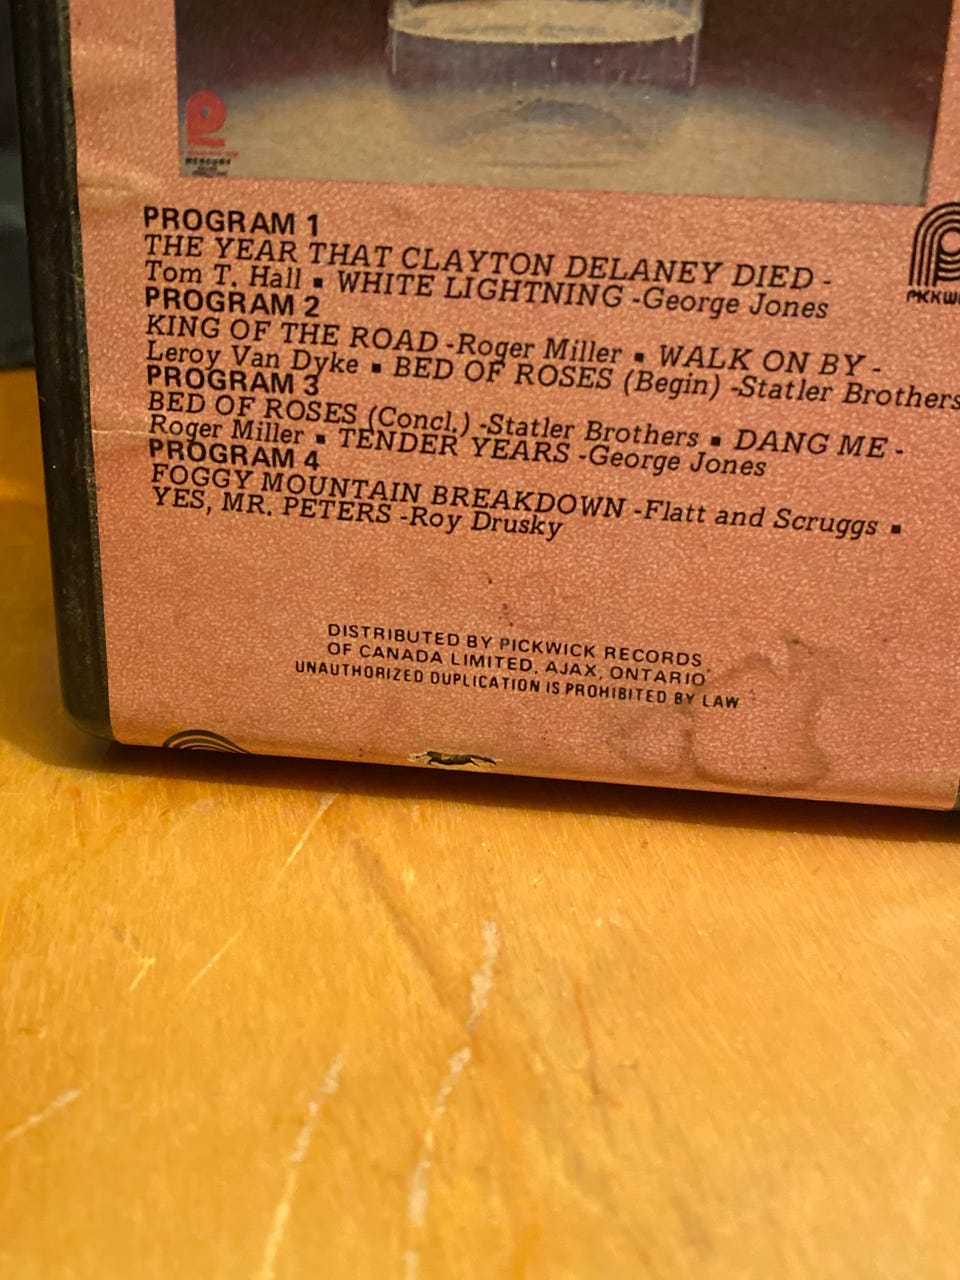 MERCURY
PROGRAM 1
THE YEAR THAT CLAYTON DELANEY DIED -
Tom T. Hall ▪ WHITE LIGHTNING -George Jones
PROGRAM 2
KING OF THE ROAD -Roger Miller ▪ WALK ON BY -
Leroy Van Dyke ▪ BED OF ROSES (Begin) -Statler Brothers
PROGRAM 3
BED OF ROSES (Concl.) -Statler Brothers ▪ DANG ME -
Roger Miller ▪ TENDER YEARS -George Jones
PROGRAM 4
FOGGY MOUNTAIN BREAKDOWN -Flatt and Scruggs ▪
YES, MR. PETERS -Roy Drusky
DISTRIBUTED BY PICKWICK RECORDS
OF CANADA LIMITED, AJAX, ONTARIO
UNAUTHORIZED DUPLICATION IS PROHIBITED BY LAW